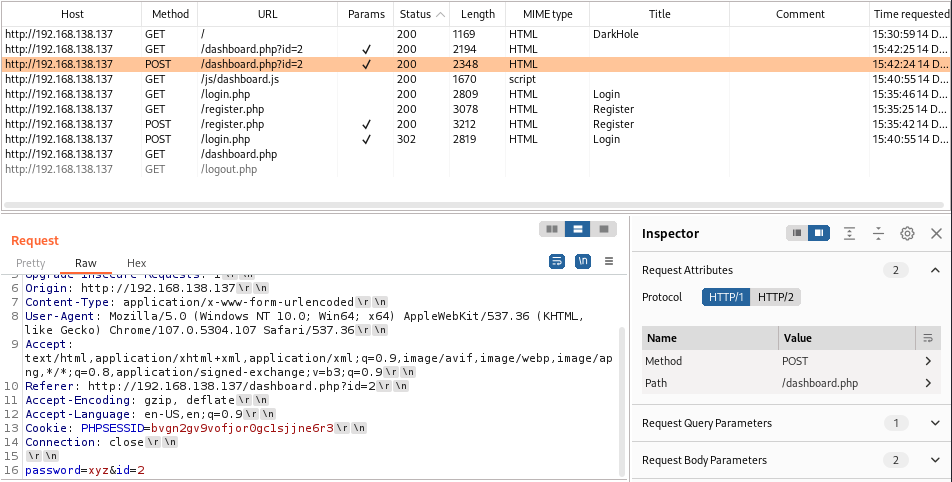 Host Method URL Params Status Length MIME type Title Comment Time requested
http://192.168.138.137 GET / 200 1169 HTML DarkHole 15:30:59 14 D...
http://192.168.138.137 GET /dashboard.php?id=2 ✓ 200 2194 HTML 15:42:25 14 D...
http://192.168.138.137 POST /dashboard.php?id=2 ✓ 200 2348 HTML 15:42:24 14 D...
http://192.168.138.137 GET /js/dashboard.js 200 1670 script 15:40:55 14 D...
http://192.168.138.137 GET /login.php 200 2809 HTML Login 15:35:46 14 D...
http://192.168.138.137 GET /register.php 200 3078 HTML Register 15:35:25 14 D...
http://192.168.138.137 POST /register.php ✓ 200 3212 HTML Register 15:35:42 14 D...
http://192.168.138.137 POST /login.php ✓ 302 2819 HTML Login 15:40:55 14 D...
http://192.168.138.137 GET /dashboard.php
http://192.168.138.137 GET /logout.php
Request
Pretty Raw Hex
\n
5 Upgrade-Insecure-Requests: 1\r\n
6 Origin: http://192.168.138.137\r\n
7 Content-Type: application/x-www-form-urlencoded\r\n
8 User-Agent: Mozilla/5.0 (Windows NT 10.0; Win64; x64) AppleWebKit/537.36 (KHTML,
like Gecko) Chrome/107.0.5304.107 Safari/537.36\r\n
9 Accept:
text/html,application/xhtml+xml,application/xml;q=0.9,image/avif,image/webp,image/ap
ng,*/*;q=0.8,application/signed-exchange;v=b3;q=0.9\r\n
10 Referer: http://192.168.138.137/dashboard.php?id=2\r\n
11 Accept-Encoding: gzip, deflate\r\n
12 Accept-Language: en-US,en;q=0.9\r\n
13 Cookie: PHPSESSID=bvgn2gv9vofjor0gc1sjjne6r3\r\n
14 Connection: close\r\n
15 \r\n
16 password=xyz&id=2
Inspector
Request Attributes 2
Protocol HTTP/1 HTTP/2
Name Value
Method POST
Path /dashboard.php
Request Query Parameters 1
Request Body Parameters 2